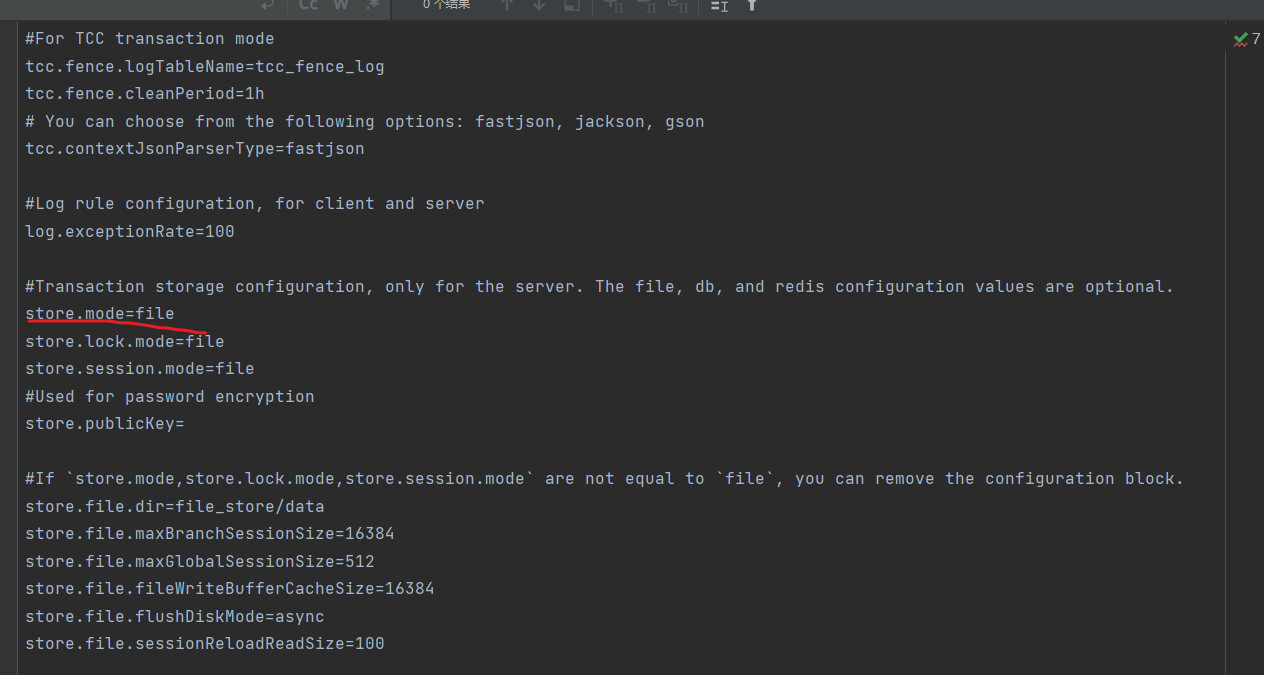 Cc W .* 0 个结果
#For TCC transaction mode 7
tcc.fence.logTableName=tcc_fence_log
tcc.fence.cleanPeriod=1h
# You can choose from the following options: fastjson, jackson, gson
tcc.contextJsonParserType=fastjson
#Log rule configuration, for client and server
log.exceptionRate=100
#Transaction storage configuration, only for the server. The file, db, and redis configuration values are optional.
store.mode=file
store.lock.mode=file
store.session.mode=file
#Used for password encryption
store.publicKey=
#If `store.mode,store.lock.mode,store.session.mode` are not equal to `file`, you can remove the configuration block.
store.file.dir=file_store/data
store.file.maxBranchSessionSize=16384
store.file.maxGlobalSessionSize=512
store.file.fileWriteBufferCacheSize=16384
store.file.flushDiskMode=async
store.file.sessionReloadReadSize=100